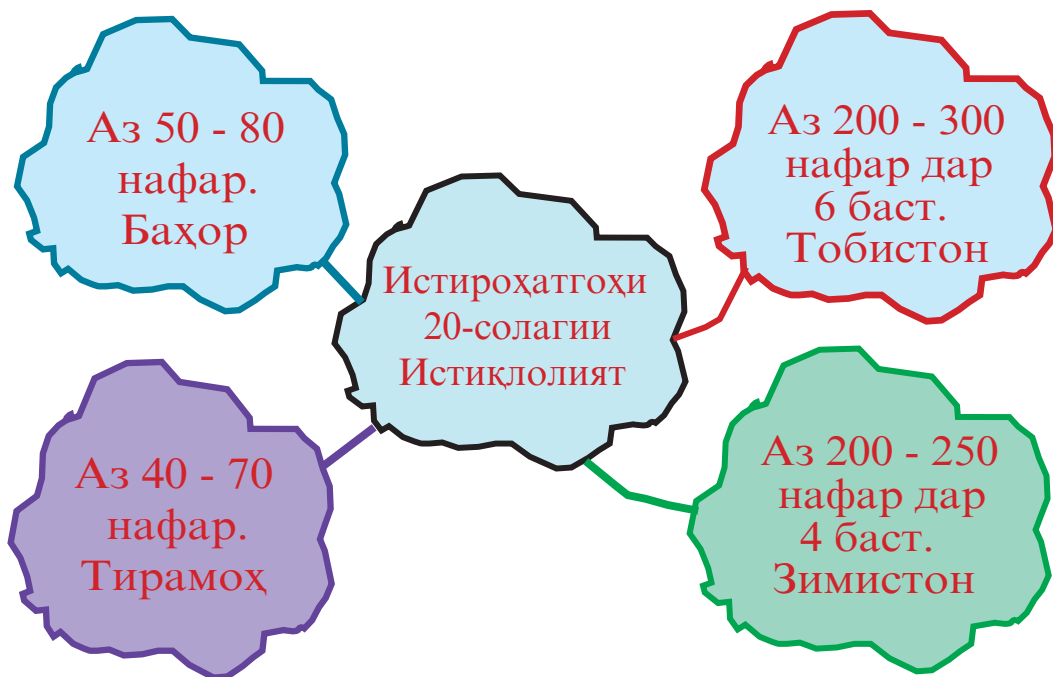 Аз 50 - 80
нафар.
Баҳор
Аз 200 - 300
нафар дар
6 баст.
Тобистон
Истироҳатгоҳи
20-солагии
Истиқлолият
Аз 40 - 70
нафар.
Тирамоҳ
Аз 200 - 250
нафар дар
4 баст.
Зимистон